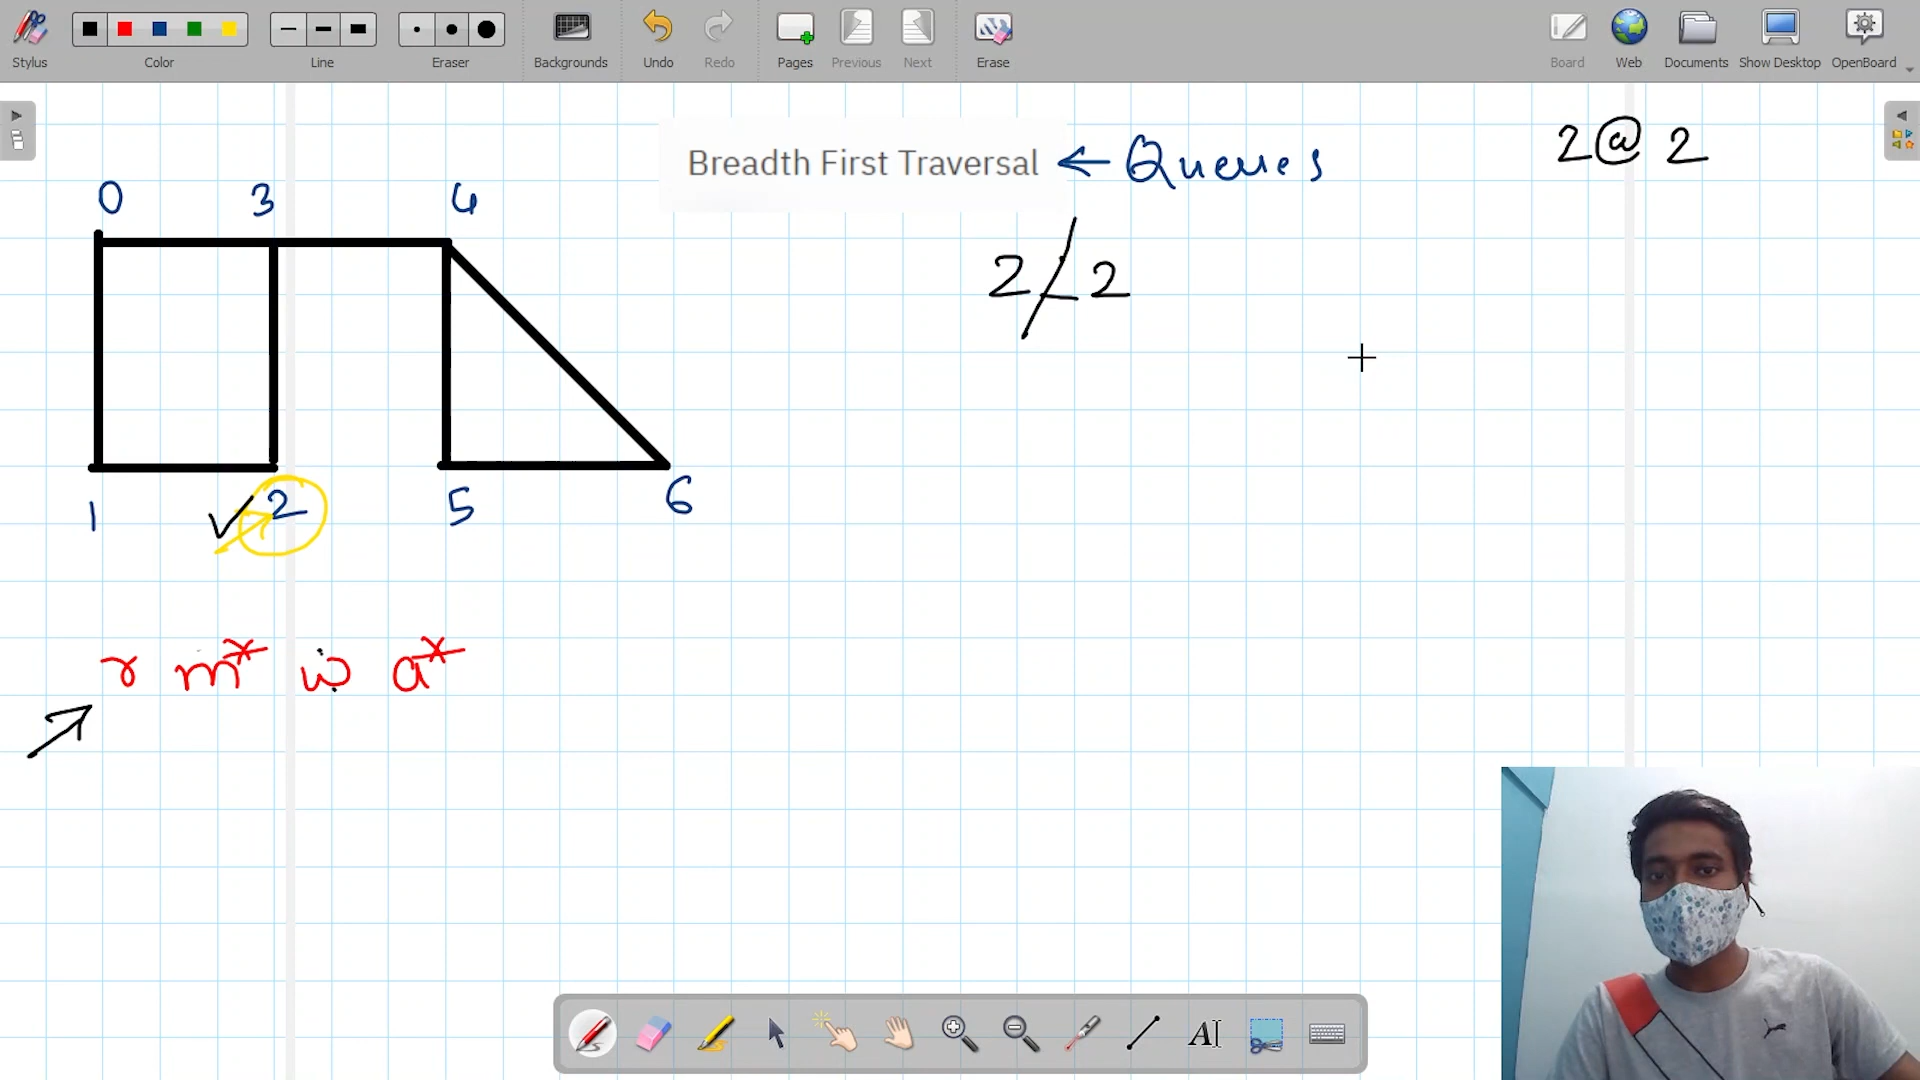 Stylus Color Line Eraser Backgrounds Undo Redo Pages Previous Next Erase Board Web Documents Show Desktop OpenBoard
Breadth First Traversal ← Queues
2@ 2
0 3 4
2 2
1 ✓ 2 5 6
r m* w a*
AI